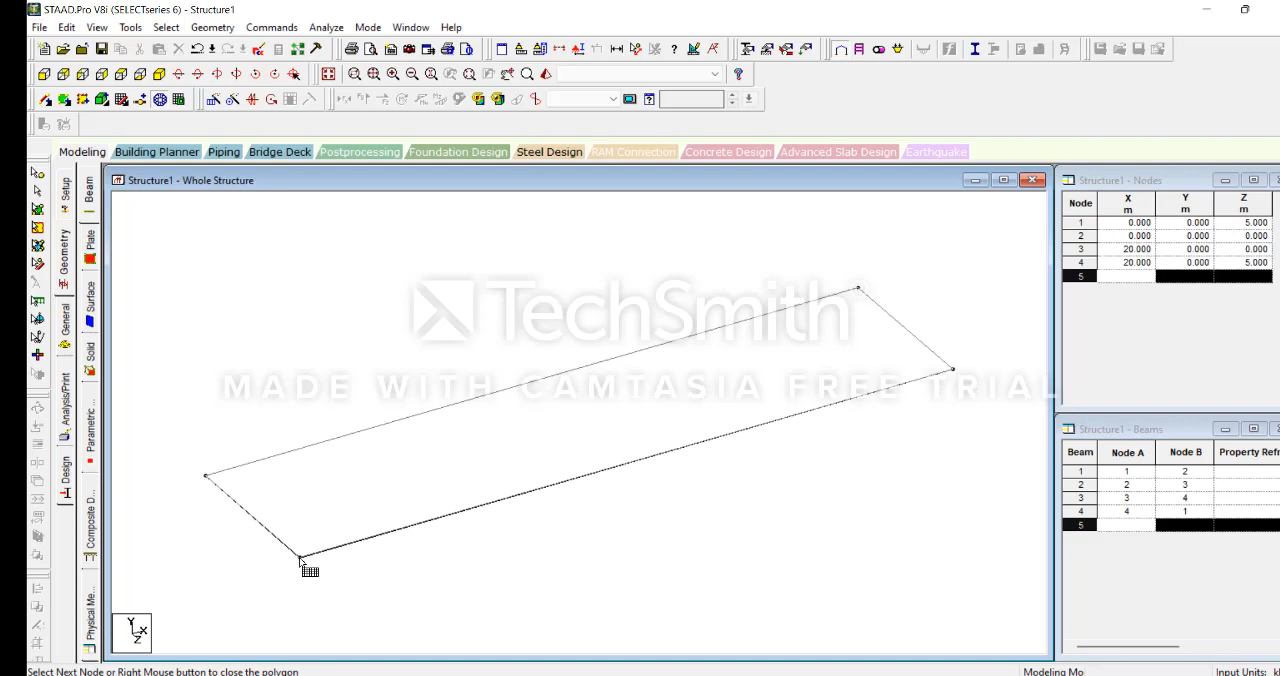 STAAD.Pro V8i (SELECTseries 6) - Structure1
File Edit View Tools Select Geometry Commands Analyze Mode Window Help
Modeling Building Planner Piping Bridge Deck Postprocessing Foundation Design Steel Design RAM Connection Concrete Design Advanced Slab Design Earthquake
Setup
Geometry
General
Analysis/Print
Design
Beam
Plate
Surface
Solid
Parametric ...
Composite D...
Physical Me...
Structure1 - Whole Structure
TechSmith
MADE WITH CAMTASIA FREE TRIAL
Y
X
Z
Structure1 - Nodes
Node X m Y m Z m
1 0.000 0.000 5.000
2 0.000 0.000 0.000
3 20.000 0.000 0.000
4 20.000 0.000 5.000
5
Structure1 - Beams
Beam Node A Node B Property Refn
1 1 2
2 2 3
3 3 4
4 4 1
5
Select Next Node or Right Mouse button to close the polygon
Modeling Mo
Input Units: k